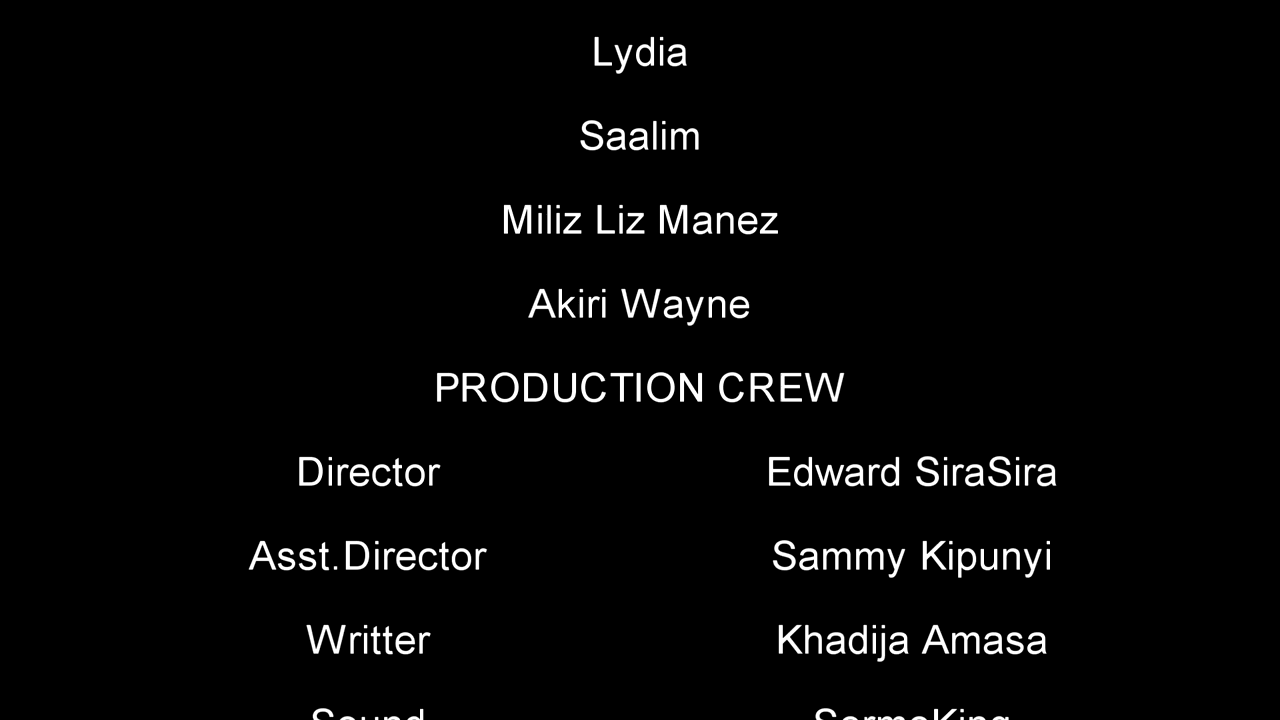 Lydia
Saalim
Miliz Liz Manez
Akiri Wayne
PRODUCTION CREW
Director Edward SiraSira
Asst.Director Sammy Kipunyi
Writter Khadija Amasa
Sound